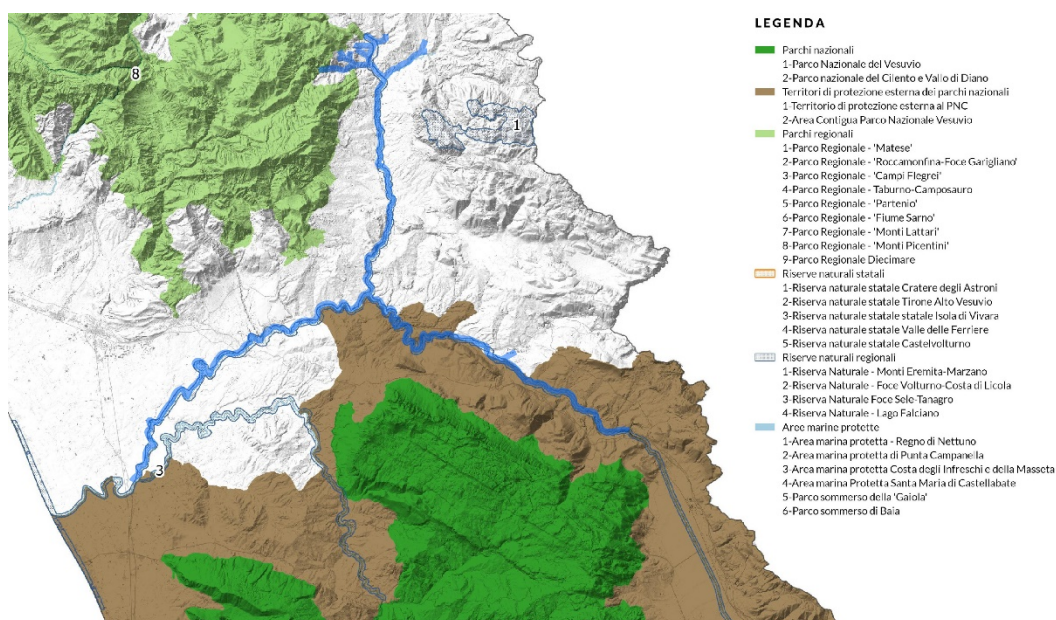 8
1
3
LEGENDA
Parchi nazionali
1-Parco Nazionale del Vesuvio
2-Parco nazionale del Cilento e Vallo di Diano
Territori di protezione esterna dei parchi nazionali
1-Territorio di protezione esterna al PNC
2-Area Contigua Parco Nazionale Vesuvio
Parchi regionali
1-Parco Regionale - 'Matese'
2-Parco Regionale - 'Roccamonfina-Foce Garigliano'
3-Parco Regionale - 'Campi Flegrei'
4-Parco Regionale - Taburno-Camposauro
5-Parco Regionale - 'Partenio'
6-Parco Regionale - 'Fiume Sarno'
7-Parco Regionale - 'Monti Lattari'
8-Parco Regionale - 'Monti Picentini'
9-Parco Regionale Diecimare
Riserve naturali statali
1-Riserva naturale statale Cratere degli Astroni
2-Riserva naturale statale Tirone Alto Vesuvio
3-Riserva naturale statale statale Isola di Vivara
4-Riserva naturale statale Valle delle Ferriere
5-Riserva naturale statale Castelvolturno
Riserve naturali regionali
1-Riserva Naturale - Monti Eremita-Marzano
2-Riserva Naturale - Foce Volturno-Costa di Licola
3-Riserva Naturale Foce Sele-Tanagro
4-Riserva Naturale - Lago Falciano
Aree marine protette
1-Area marina protetta - Regno di Nettuno
2-Area marina protetta di Punta Campanella
3-Area marina protetta Costa degli Infreschi e della Masseta
4-Area marina Protetta Santa Maria di Castellabate
5-Parco sommerso della 'Gaiola'
6-Parco sommerso di Baia